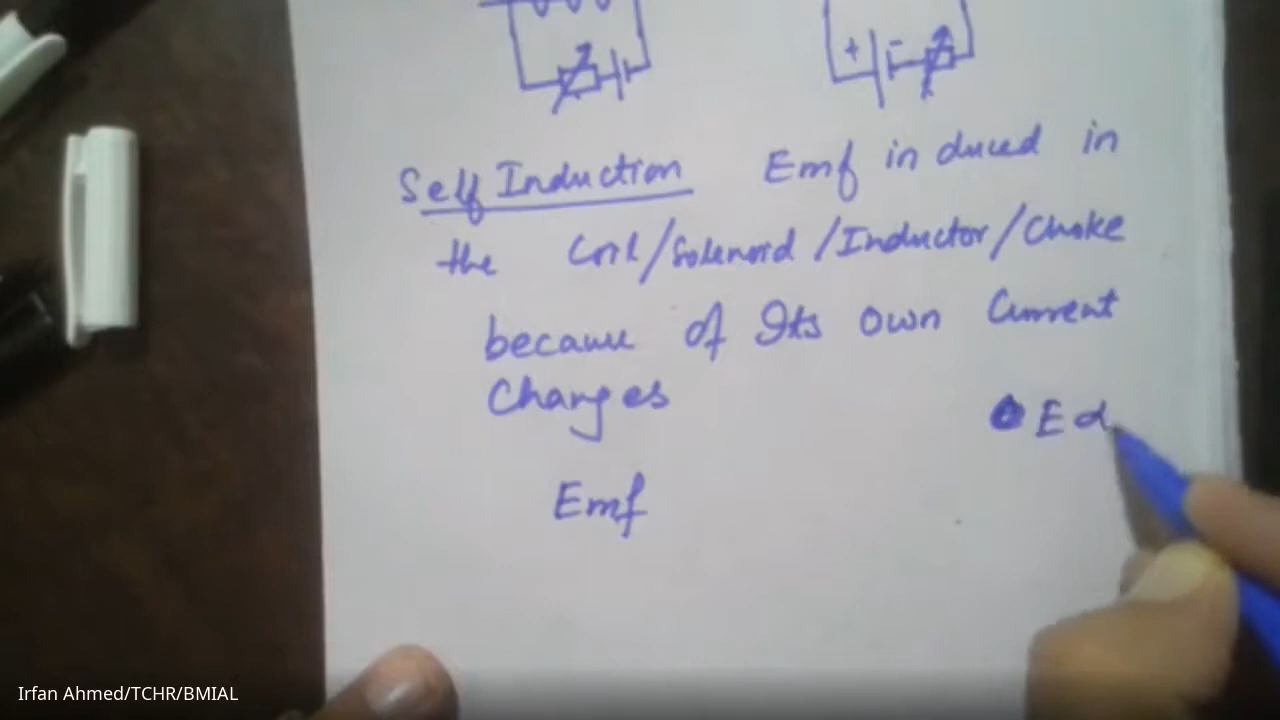 + -
Self Induction Emf induced in
the Coil/Solenoid/Inductor/Choke
because of Its own Current
Changes
E α
Emf
Irfan Ahmed/TCHR/BMIAL